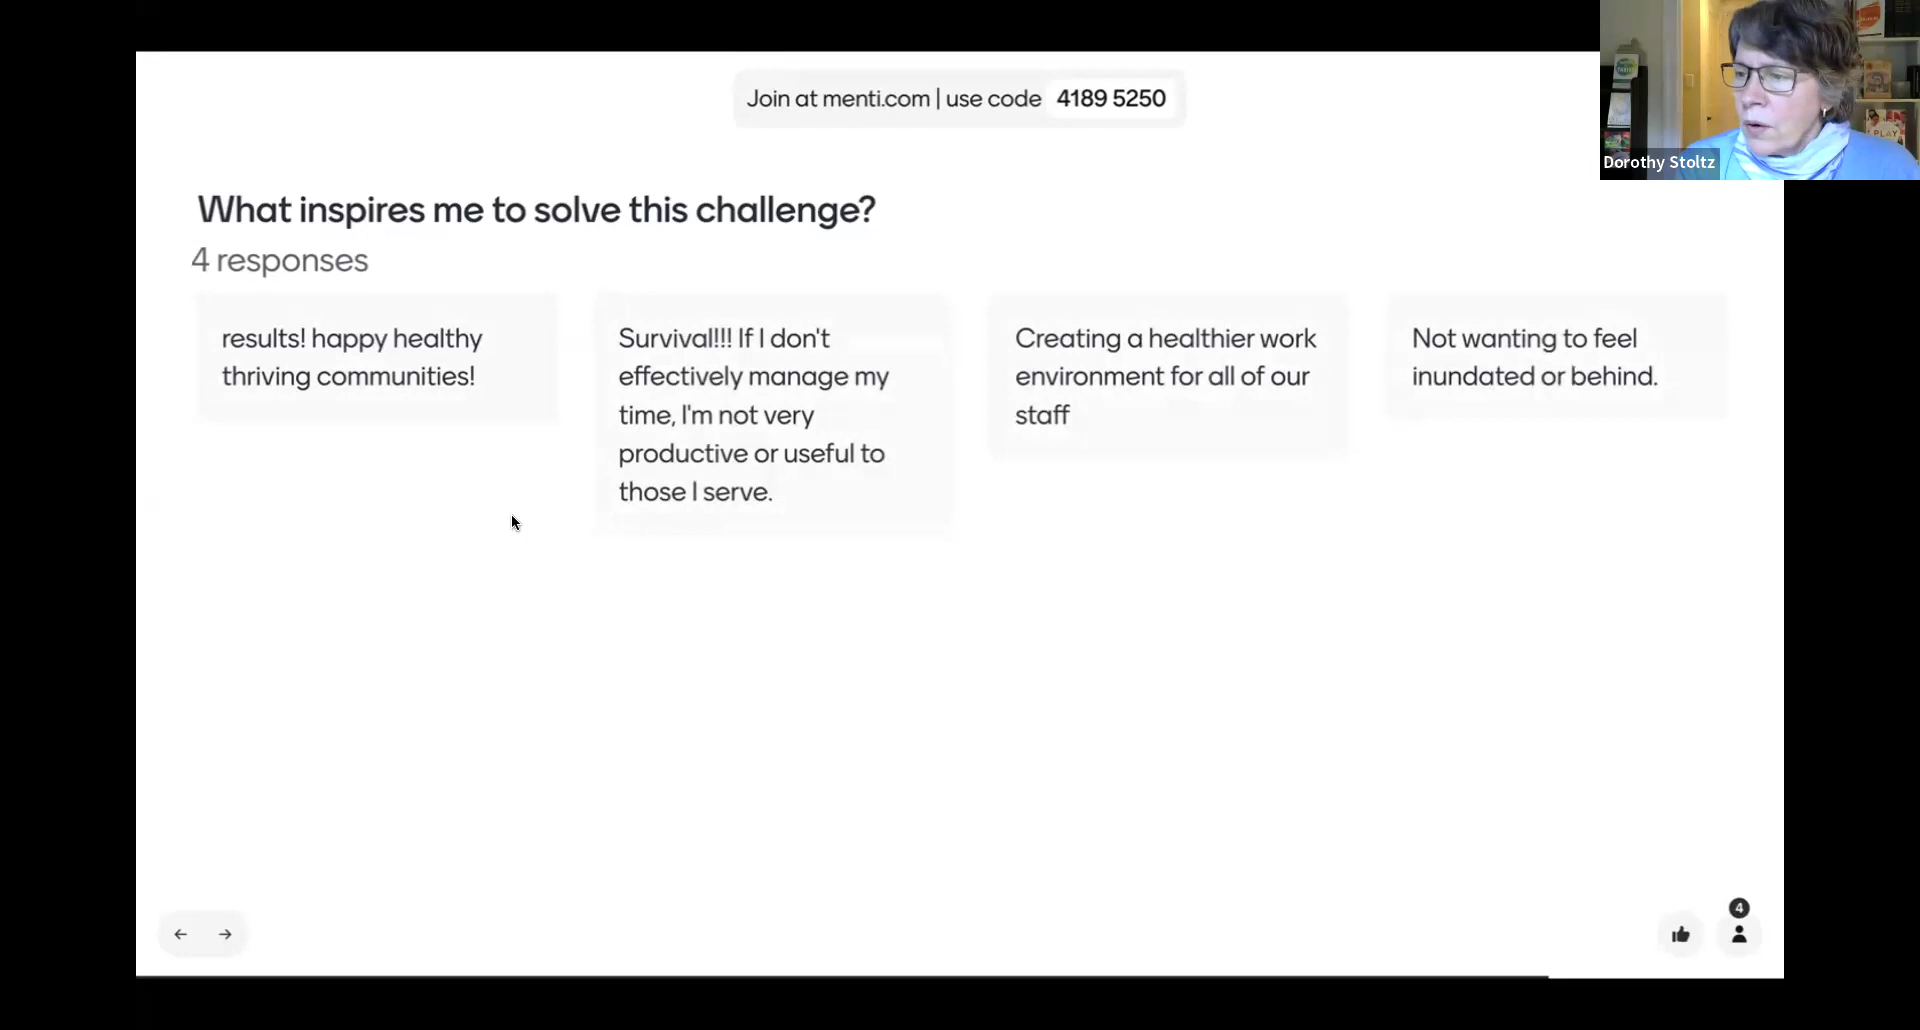 Join at menti.com | use code 4189 5250
Dorothy Stoltz
PLAY
What inspires me to solve this challenge?
4 responses
results! happy healthy
thriving communities!
Survival!!! If I don't
effectively manage my
time, I'm not very
productive or useful to
those I serve.
Creating a healthier work
environment for all of our
staff
Not wanting to feel
inundated or behind.
4